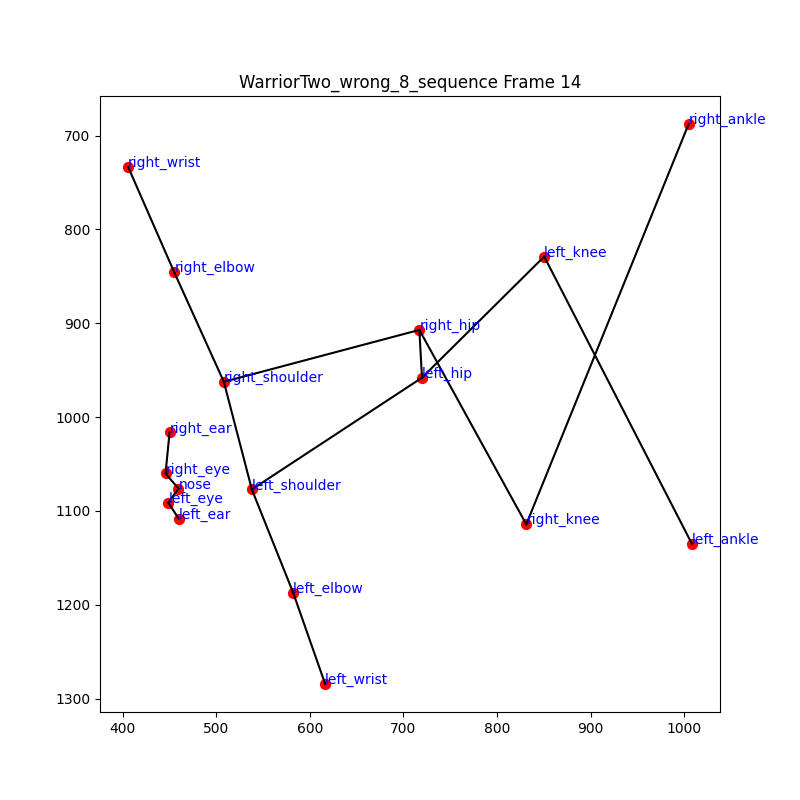 WarriorTwo_wrong_8_sequence Frame 14
700
800
900
1000
1100
1200
1300
right_ankle
right_wrist
left_knee
right_elbow
right_hip
left_hip
right_shoulder
right_ear
right_eye
nose
left_shoulder
left_eye
left_ear
right_knee
left_ankle
left_elbow
left_wrist
400
500
600
700
800
900
1000